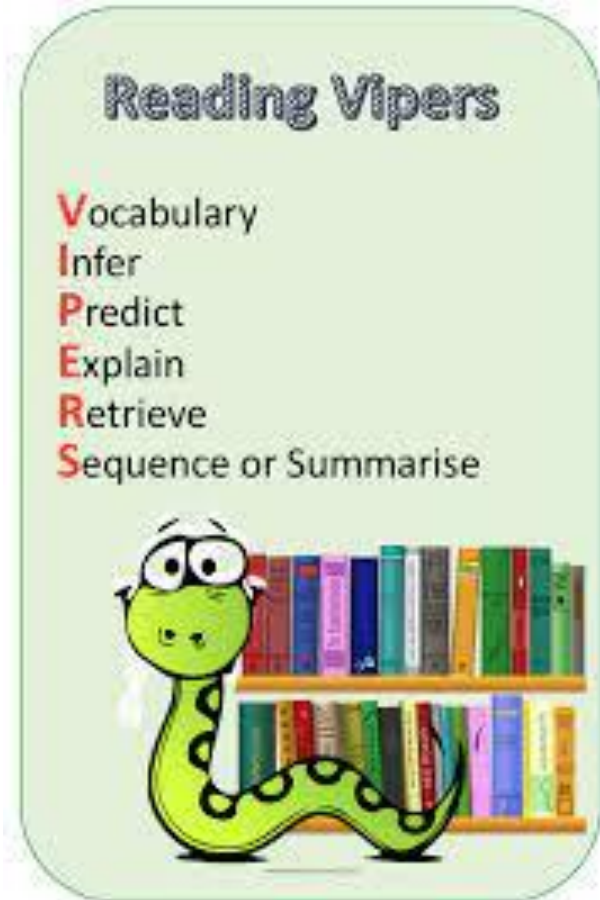 Reading Vipers
Vocabulary
Infer
Predict
Explain
Retrieve
Sequence or Summarise